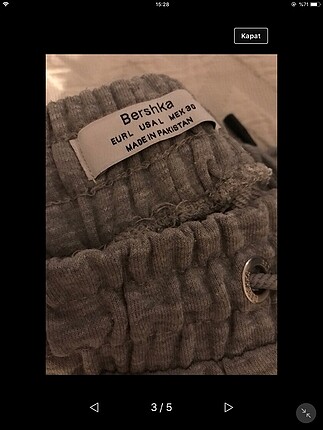 15:28
%71
Kapat
Bershka
EUR L USA L MEX 30
MADE IN PAKISTAN
3 / 5